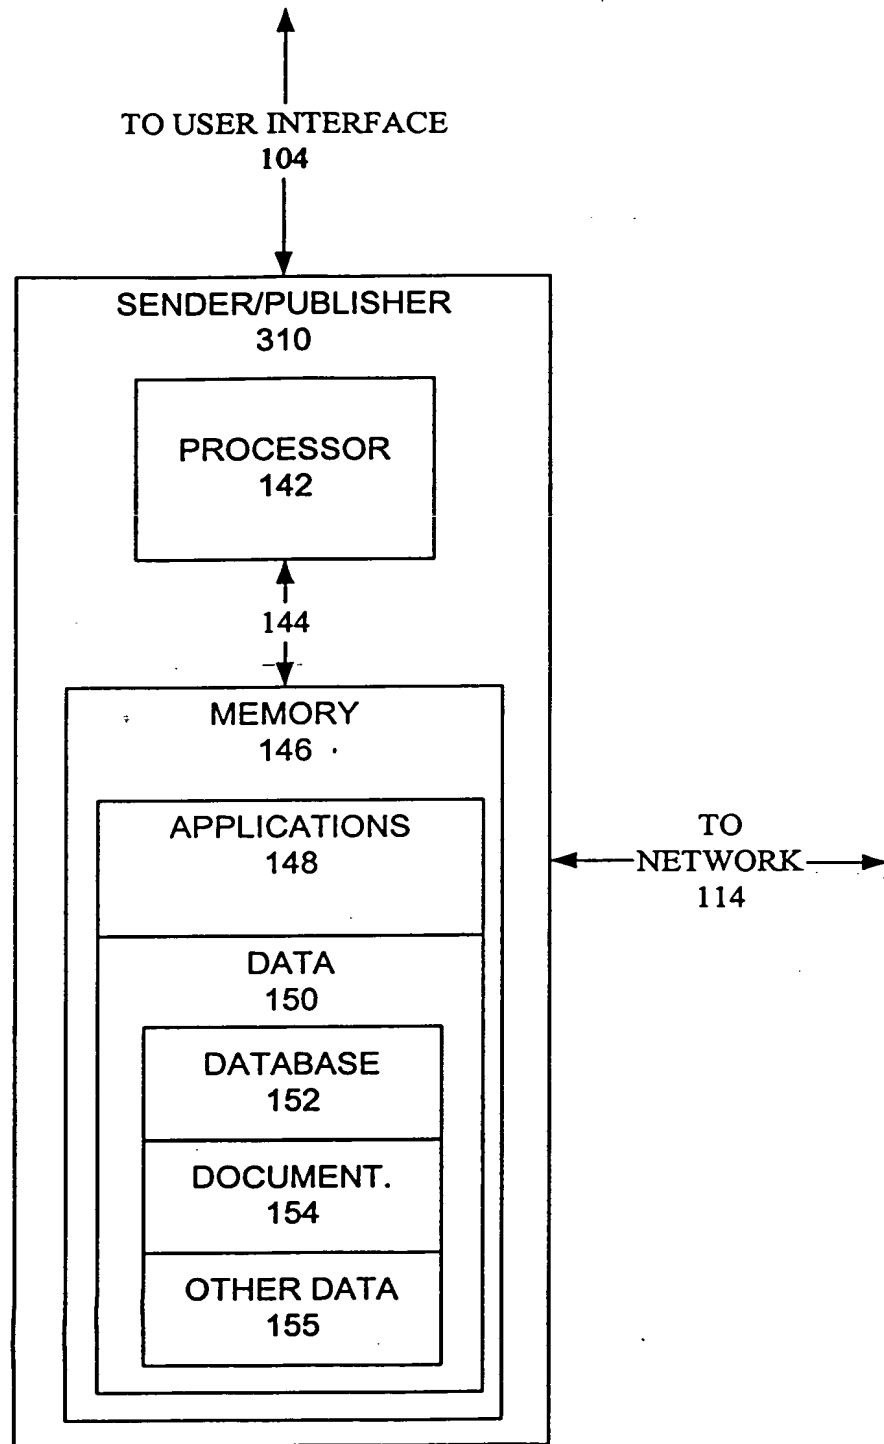 TO USER INTERFACE
104
SENDER/PUBLISHER
310
PROCESSOR
142
144
MEMORY
146
APPLICATIONS
148
TO
NETWORK
114
DATA
150
DATABASE
152
DOCUMENT.
154
OTHER DATA
155